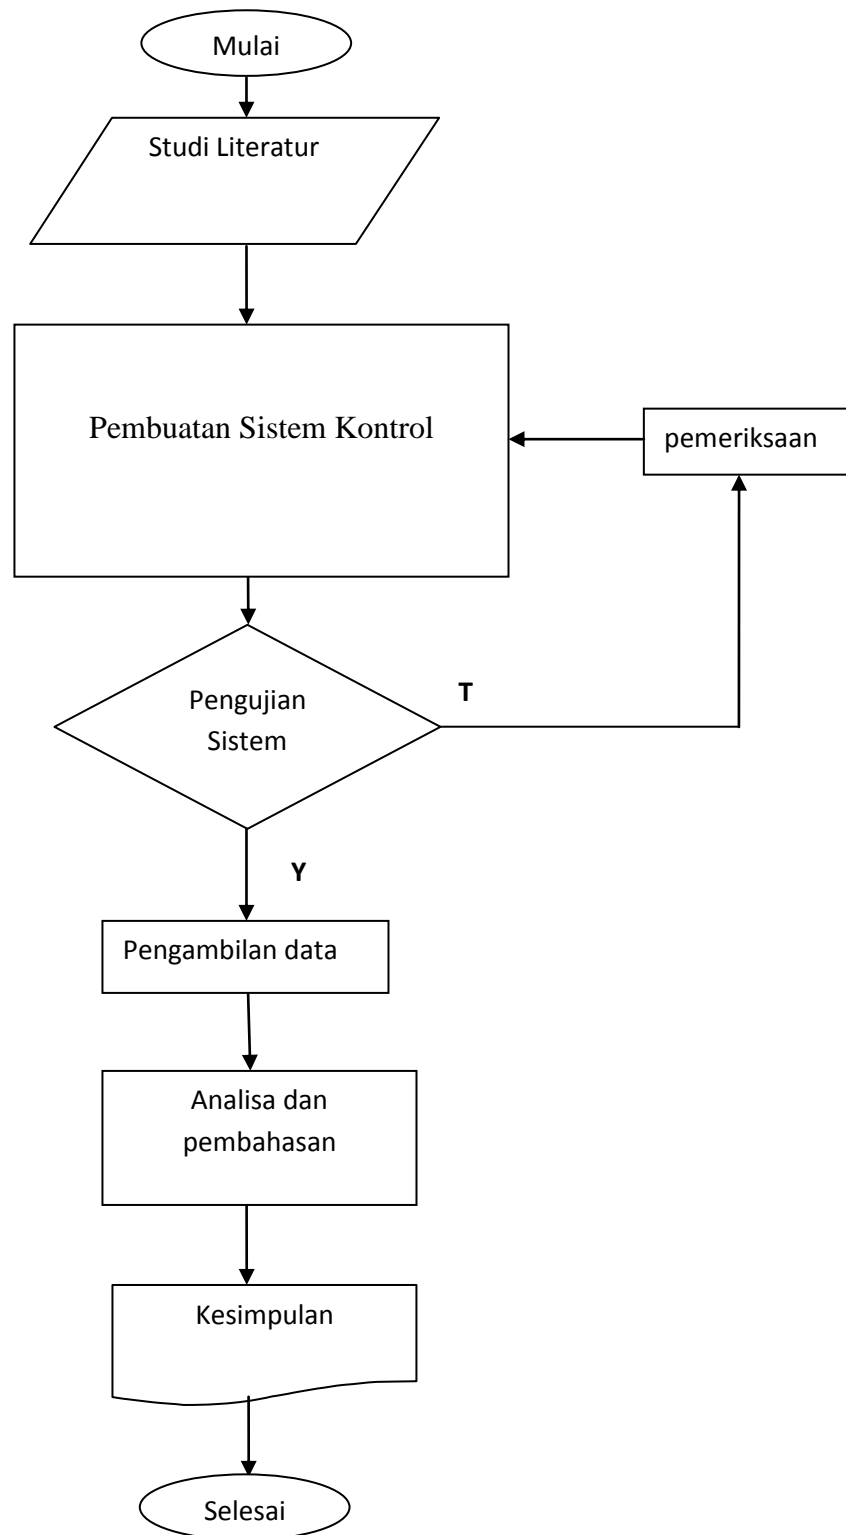 Mulai
Studi Literatur
Pembuatan Sistem Kontrol
pemeriksaan
Pengujian
Sistem
T
Y
Pengambilan data
Analisa dan
pembahasan
Kesimpulan
Selesai